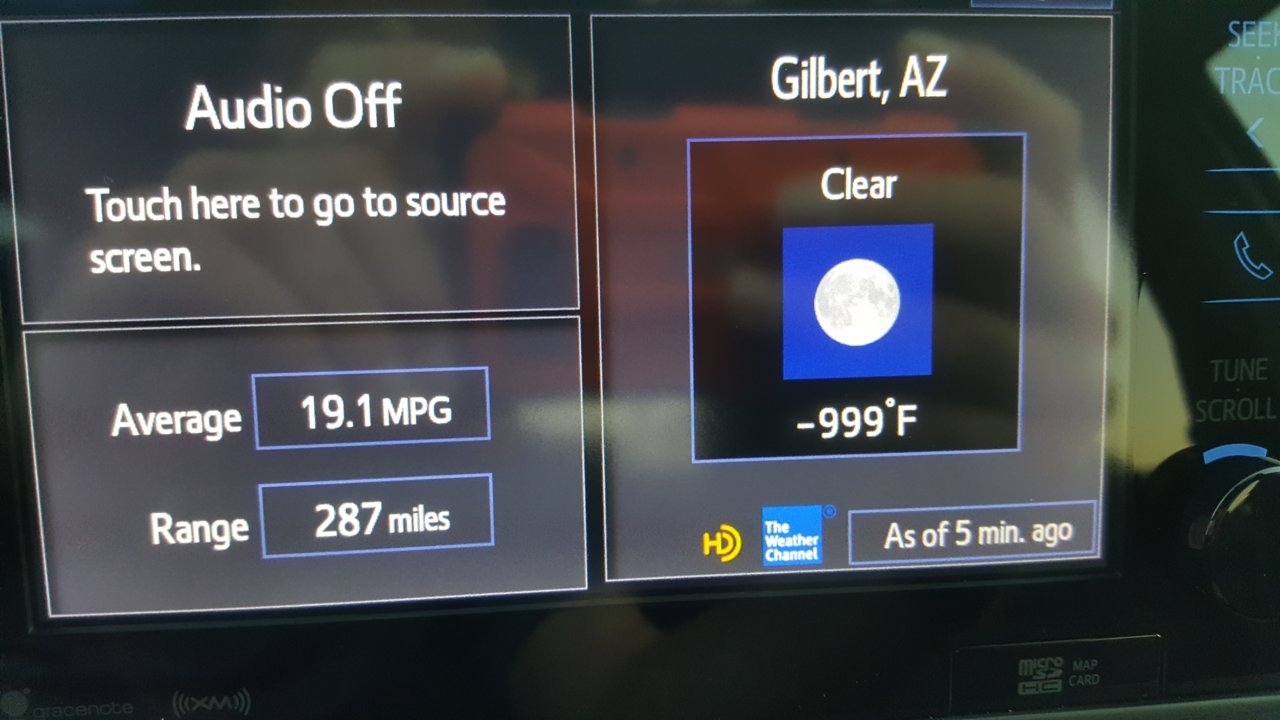 Audio Off
Touch here to go to source
screen.
Average 19.1 MPG
Range 287 miles
Gilbert, AZ
Clear
-999°F
HD
The
Weather
Channel
®
As of 5 min. ago
SEEK
TRAC
<
TUNE
SCROLL
gracenote
((XM))
micro
SD
HC
MAP
CARD